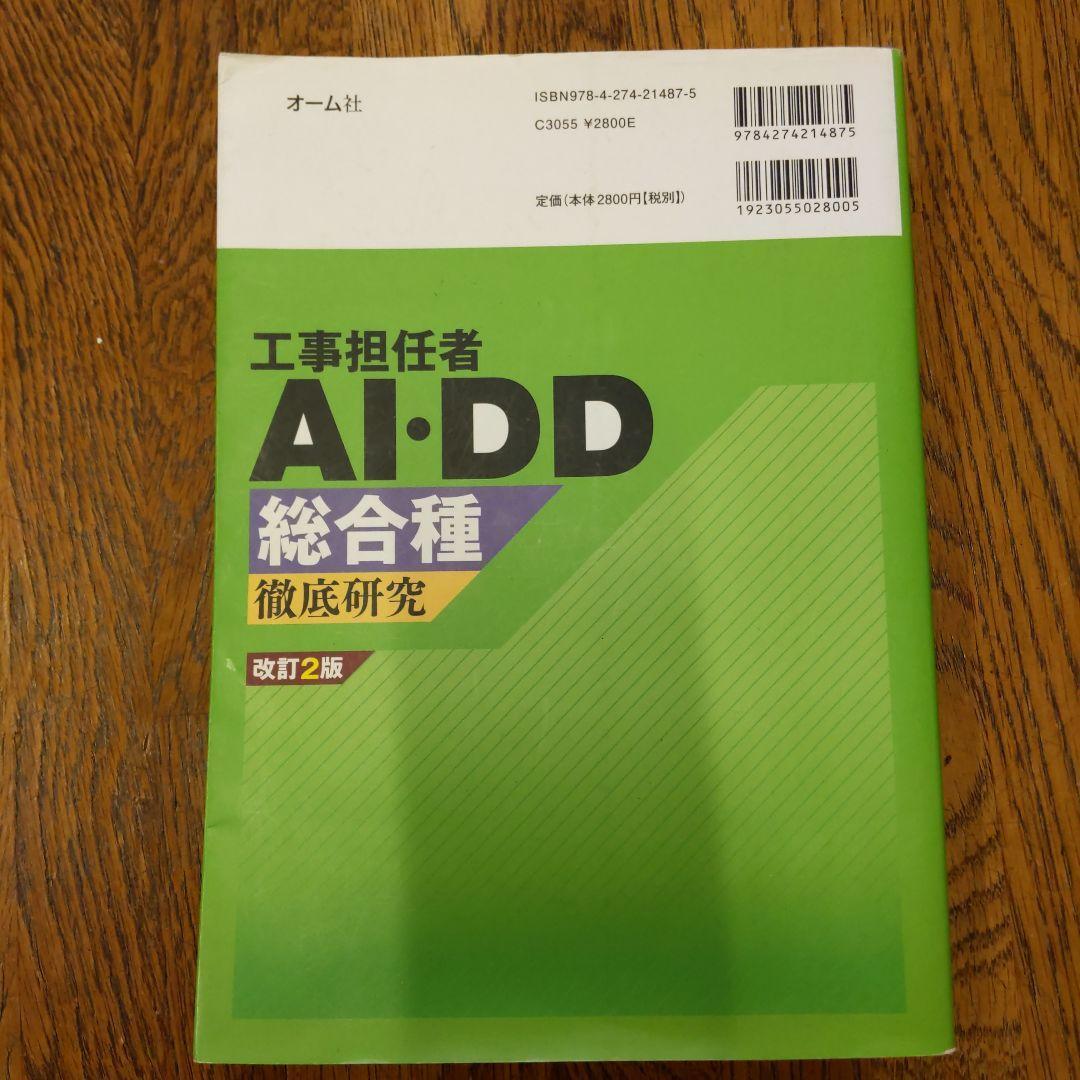 オーム社
ISBN978-4-274-21487-5
C3055 ¥2800E
定価(本体2800円【税別】)
9784274214875
1923055028005
工事担任者
AI・DD
総合種
徹底研究
改訂2版